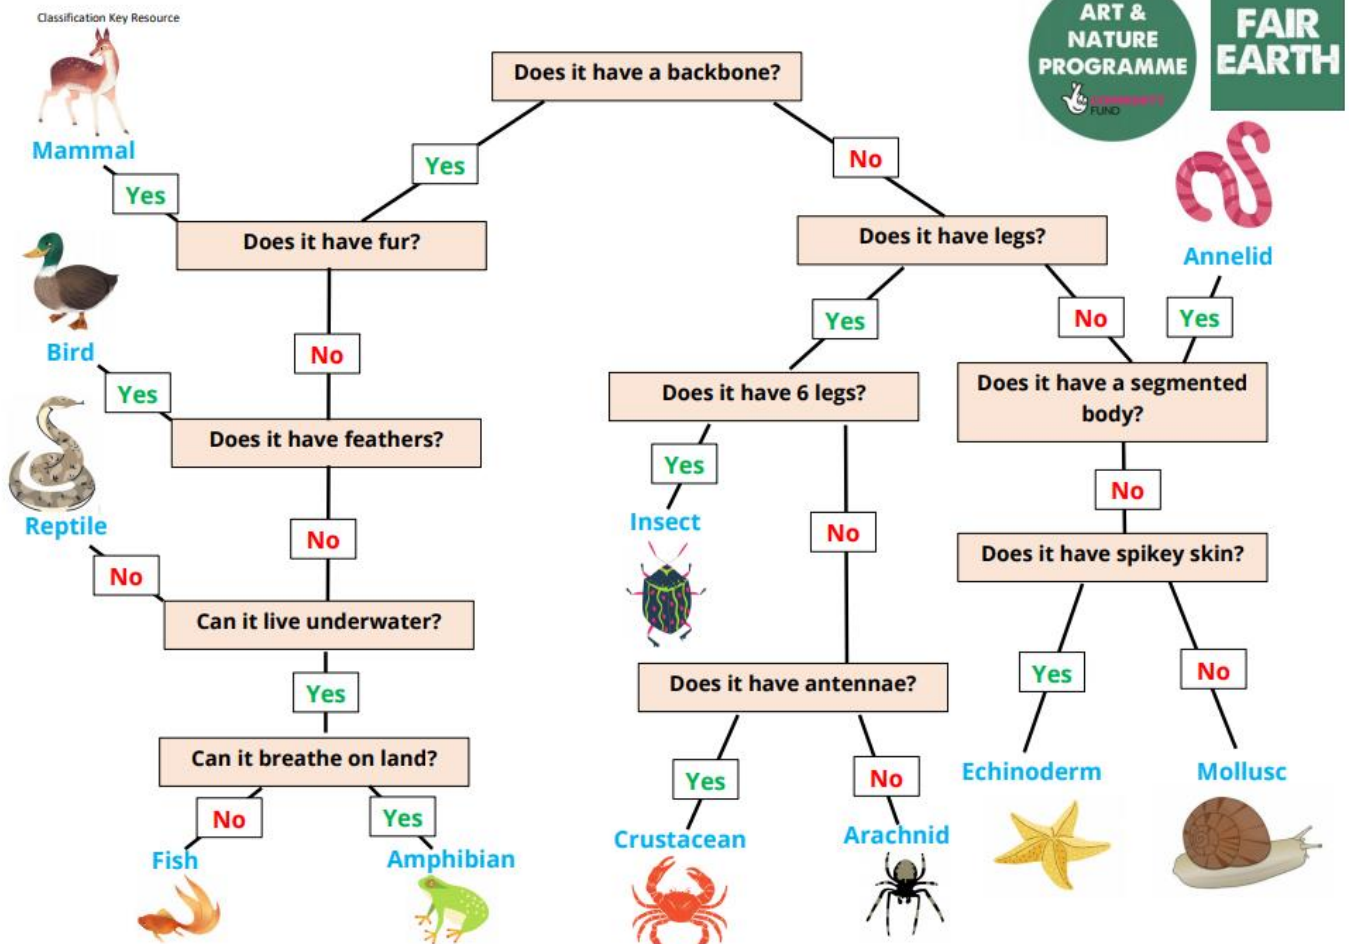 Classification Key Resource
ART &
NATURE
PROGRAMME
COMMUNITY
FUND
FAIR
EARTH
Does it have a backbone?
Yes
No
Mammal
Yes
Does it have fur?
No
Bird
Yes
Does it have feathers?
No
Reptile
No
Can it live underwater?
Yes
Can it breathe on land?
No
Yes
Fish
Amphibian
Does it have legs?
Yes
No
Does it have 6 legs?
Yes
Insect
No
Does it have antennae?
Yes
No
Crustacean
Arachnid
Annelid
Yes
Does it have a segmented
body?
No
Does it have spikey skin?
Yes
No
Echinoderm
Mollusc